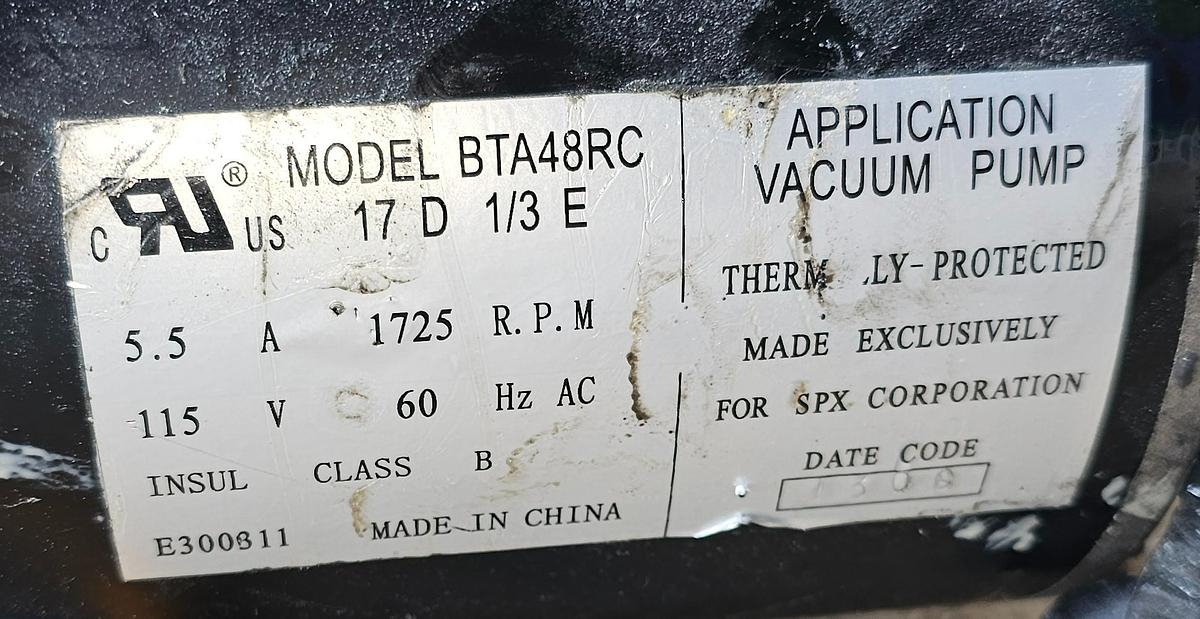 C RU® US MODEL BTA48RC
17 D 1/3 E
5.5 A 1725 R.P.M
115 V 60 Hz AC
INSUL CLASS B
E300811 MADE IN CHINA
APPLICATION
VACUUM PUMP
THERM LY-PROTECTED
MADE EXCLUSIVELY
FOR SPX CORPORATION
DATE CODE